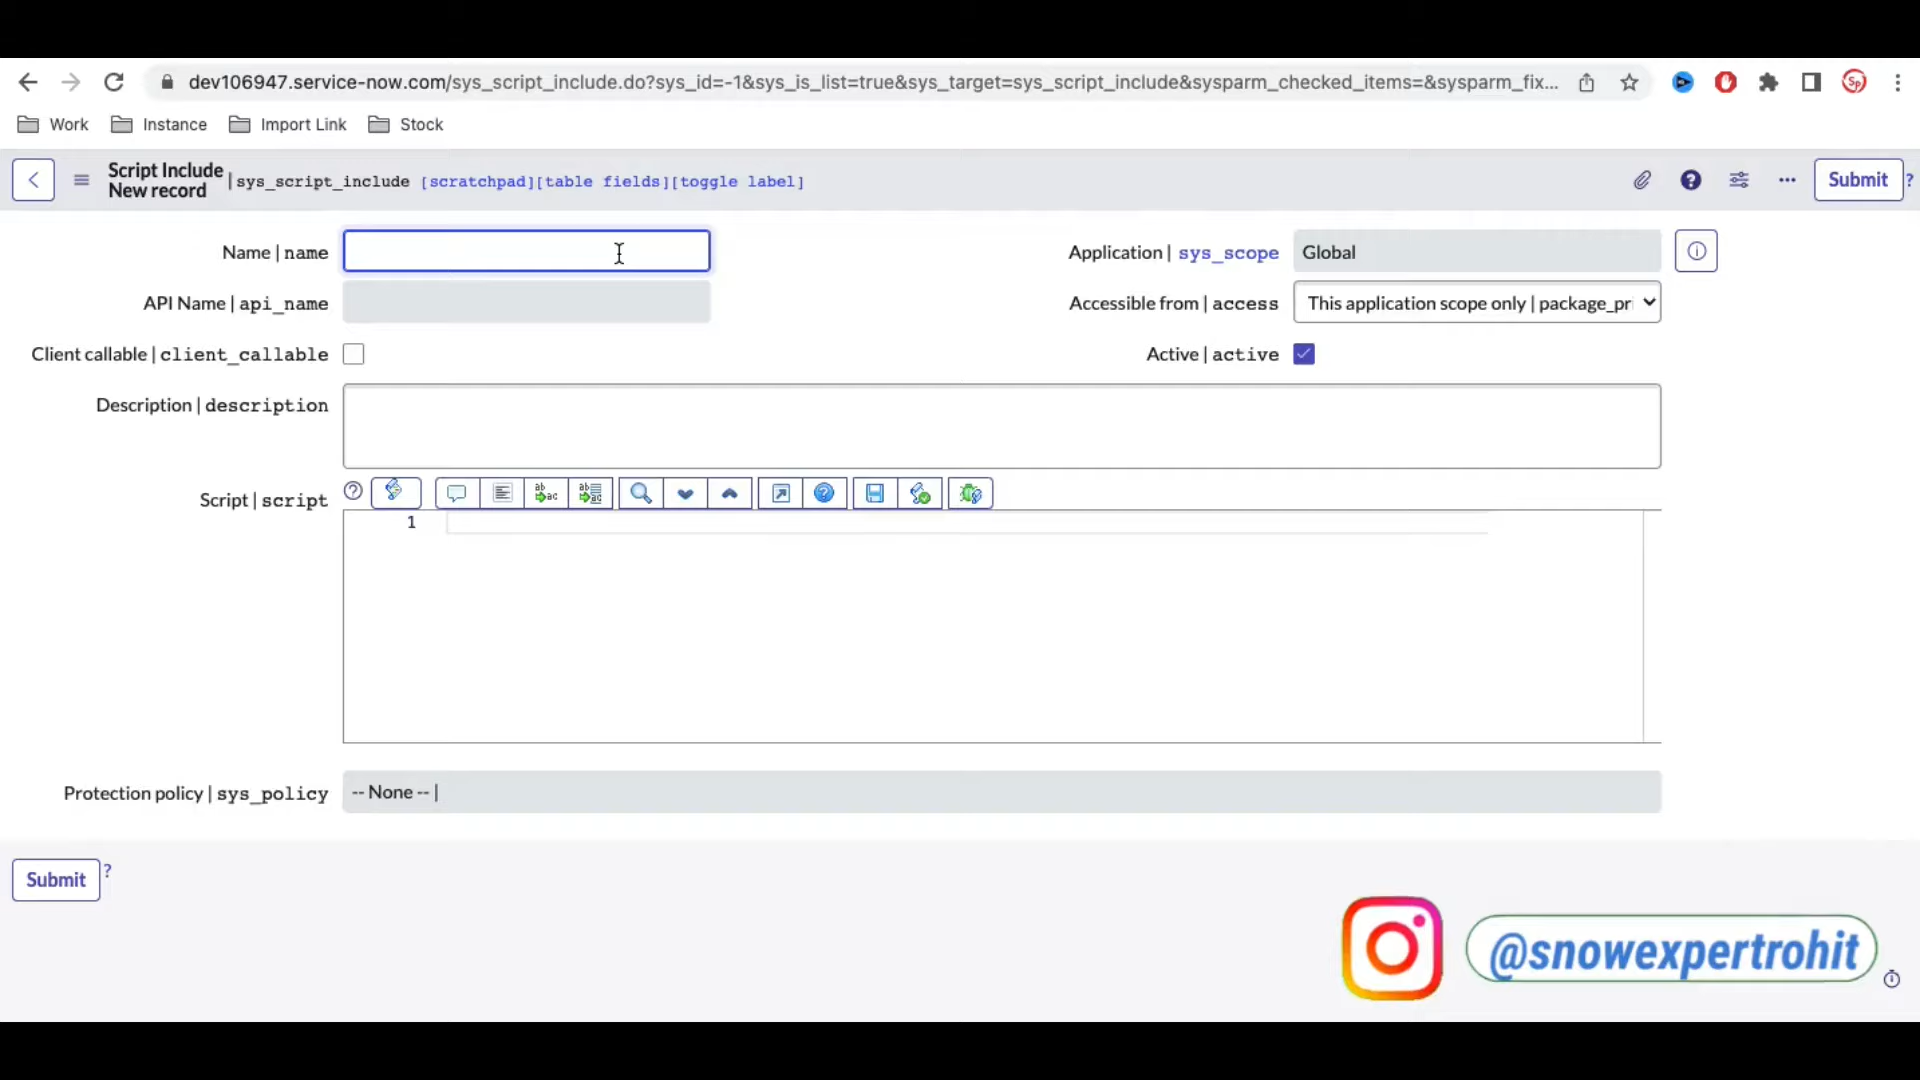 dev106947.service-now.com/sys_script_include.do?sys_id=-1&sys_is_list=true&sys_target=sys_script_include&sysparm_checked_items=&sysparm_fix...
Sp
Work Instance Import Link Stock
Script Include
New record
|sys_script_include [scratchpad][table fields][toggle label]
Submit ?
Name | name
Application | sys_scope Global
API Name | api_name
Accessible from | access This application scope only | package_pri
Client callable | client_callable
Active | active
Description | description
Script | script
1
Protection policy | sys_policy -- None -- |
Submit ?
@snowexpertrohit